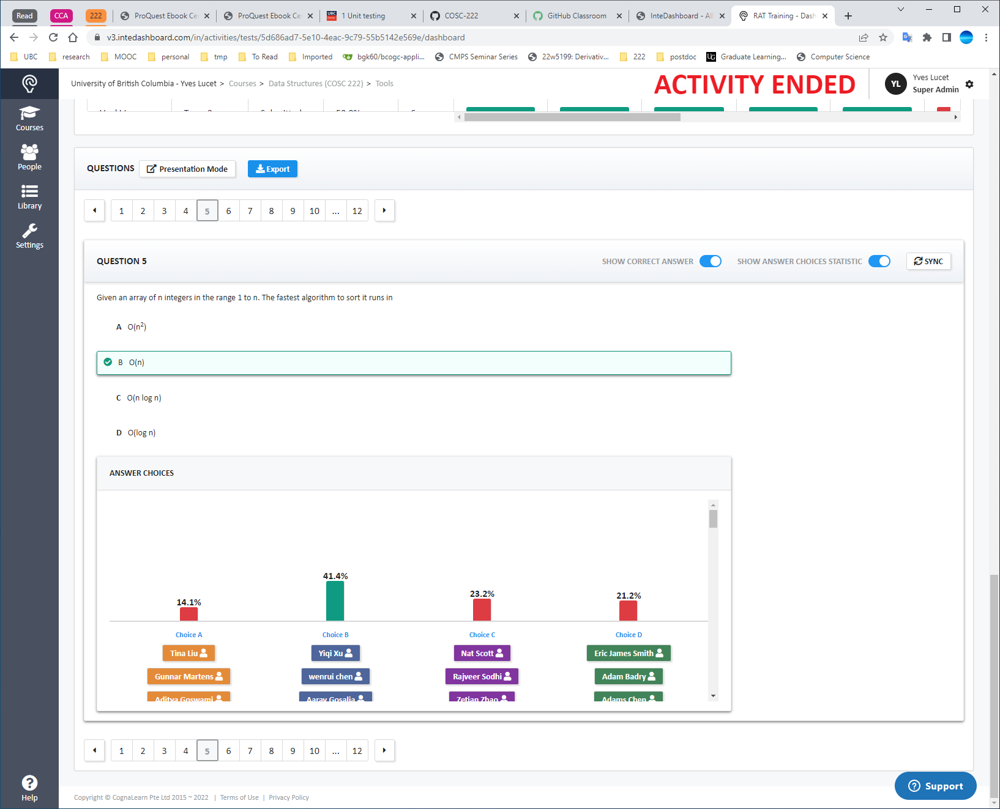 Read
CCA
222
ProQuest Ebook Ce
ProQuest Ebook Ce
UBC
1 Unit testing
COSC-222
GitHub Classroom
InteDashboard - All
RAT Training - Dash
v3.intedashboard.com/in/activities/tests/5d686ad7-5e10-4eac-9c79-55b5142e569e/dashboard
UBC
research
MOOC
personal
tmp
To Read
Imported
bgk60/bcogc-appli...
CMPS Seminar Series
22w5199: Derivativ...
222
postdoc
UG
Graduate Learning...
Computer Science
University of British Columbia - Yves Lucet > Courses > Data Structures (COSC 222) > Tools
ACTIVITY ENDED
YL
Yves Lucet
Super Admin
Courses
People
Library
Settings
Help
QUESTIONS
Presentation Mode
Export
1 2 3 4 5 6 7 8 9 10 ... 12
QUESTION 5
SHOW CORRECT ANSWER
SHOW ANSWER CHOICES STATISTIC
SYNC
Given an array of n integers in the range 1 to n. The fastest algorithm to sort it runs in
A O(n²)
B O(n)
C O(n log n)
D O(log n)
ANSWER CHOICES
14.1%
41.4%
23.2%
21.2%
Choice A
Choice B
Choice C
Choice D
Tina Liu
Yiqi Xu
Nat Scott
Eric James Smith
Gunnar Martens
wenrui chen
Rajveer Sodhi
Adam Badry
Aditya Goswami
Aarav Gosalia
Zetian Zhao
Adams Chen
1 2 3 4 5 6 7 8 9 10 ... 12
Support
Copyright © CognaLearn Pte Ltd 2015 ~ 2022 | Terms of Use | Privacy Policy